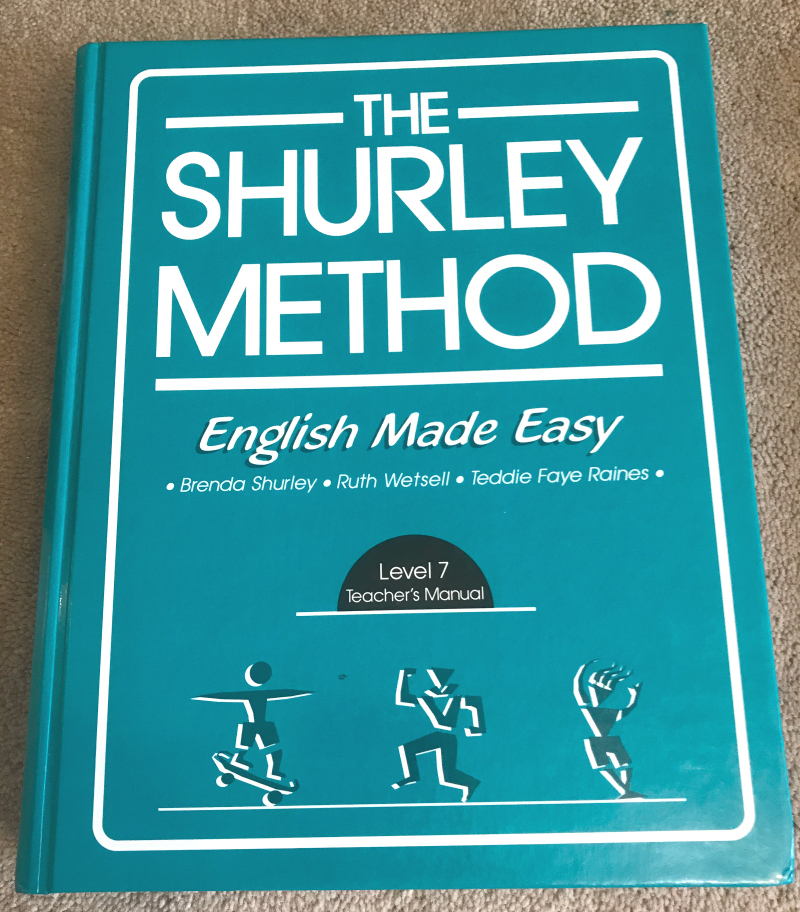 THE
SHURLEY
METHOD
English Made Easy
• Brenda Shurley • Ruth Wetsell • Teddie Faye Raines •
Level 7
Teacher's Manual